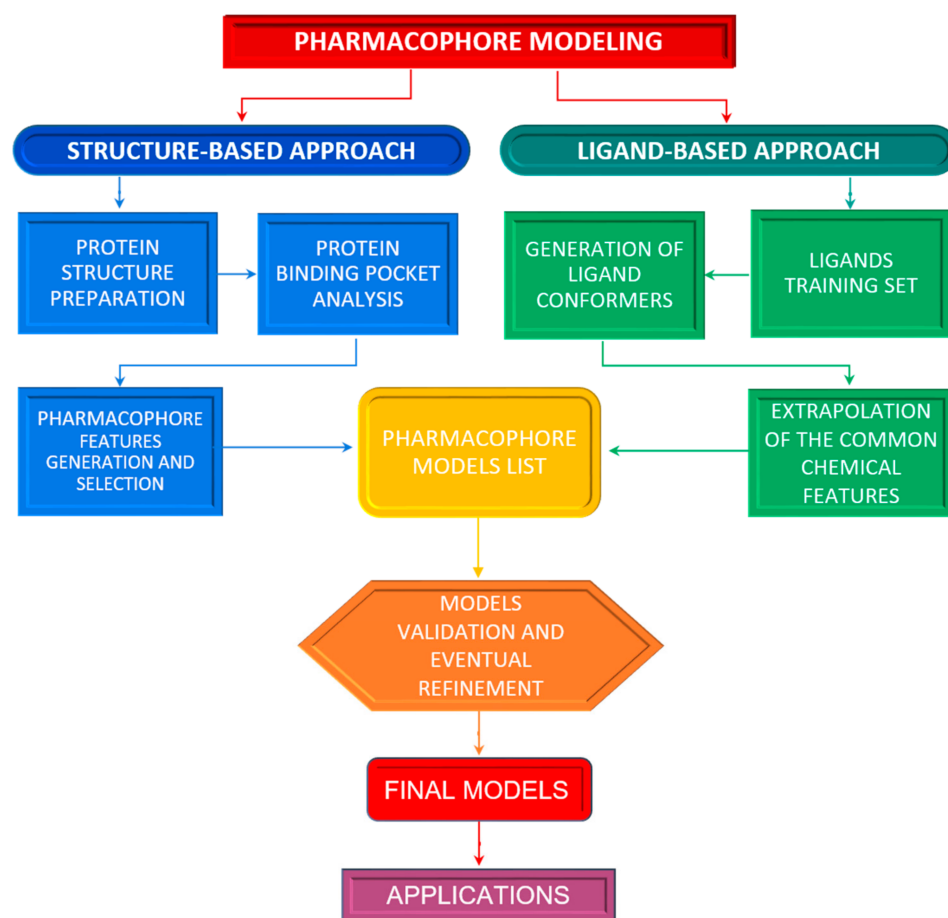 PHARMACOPHORE MODELING
STRUCTURE-BASED APPROACH
LIGAND-BASED APPROACH
PROTEIN
STRUCTURE
PREPARATION
PROTEIN
BINDING POCKET
ANALYSIS
GENERATION OF
LIGAND
CONFORMERS
LIGANDS
TRAINING SET
PHARMACOPHORE
FEATURES
GENERATION AND
SELECTION
PHARMACOPHORE
MODELS LIST
EXTRAPOLATION
OF THE COMMON
CHEMICAL
FEATURES
MODELS
VALIDATION AND
EVENTUAL
REFINEMENT
FINAL MODELS
APPLICATIONS